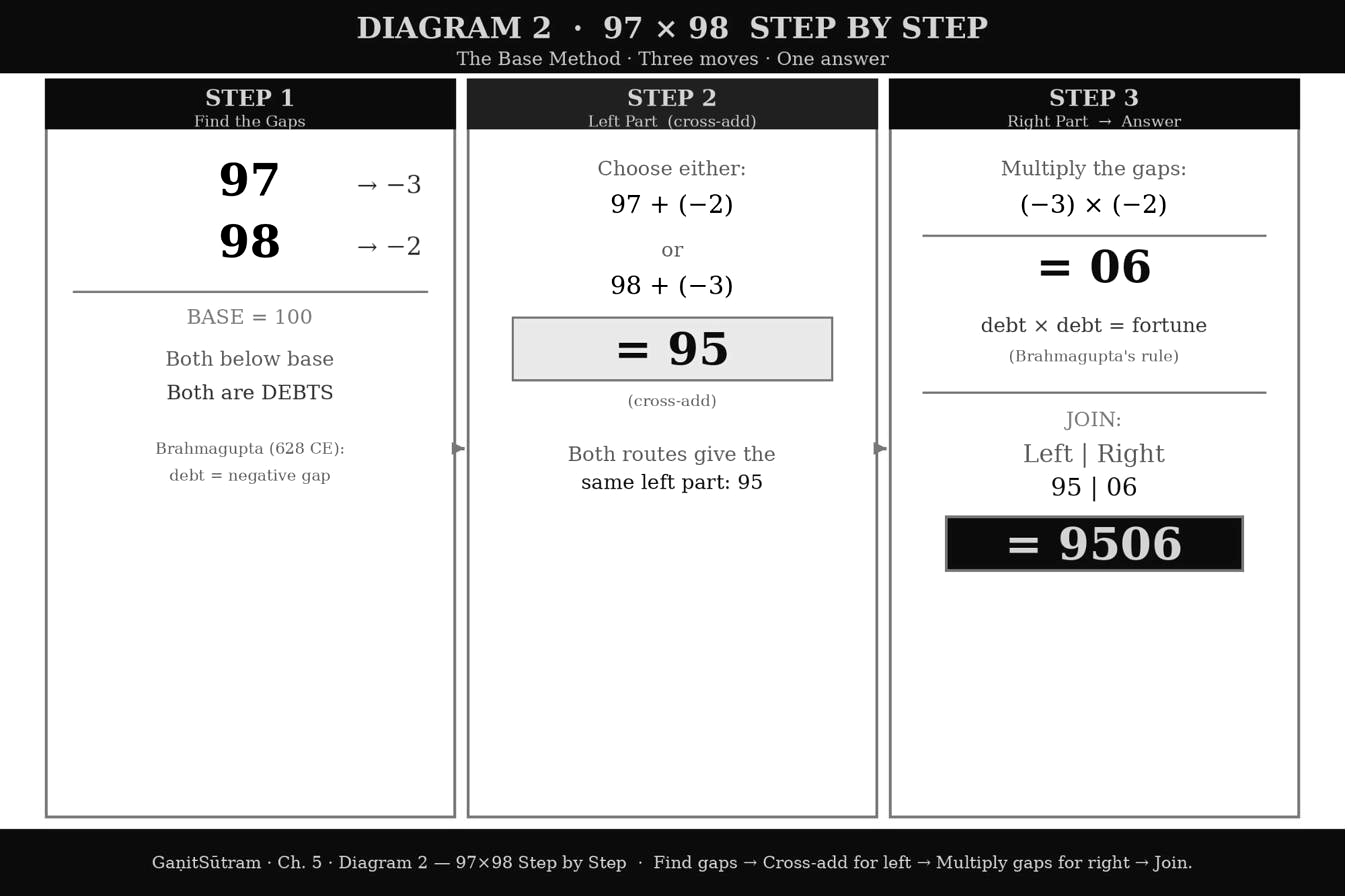 DIAGRAM 2 · 97 × 98 STEP BY STEP
The Base Method · Three moves · One answer
STEP 1
Find the Gaps
97 → −3
98 → −2
BASE = 100
Both below base
Both are DEBTS
Brahmagupta (628 CE):
debt = negative gap
STEP 2
Left Part (cross-add)
Choose either:
97 + (−2)
or
98 + (−3)
= 95
(cross-add)
Both routes give the
same left part: 95
STEP 3
Right Part → Answer
Multiply the gaps:
(−3) × (−2)
= 06
debt × debt = fortune
(Brahmagupta's rule)
JOIN:
Left | Right
95 | 06
= 9506
GaṇitSūtram · Ch. 5 · Diagram 2 — 97×98 Step by Step · Find gaps → Cross-add for left → Multiply gaps for right → Join.